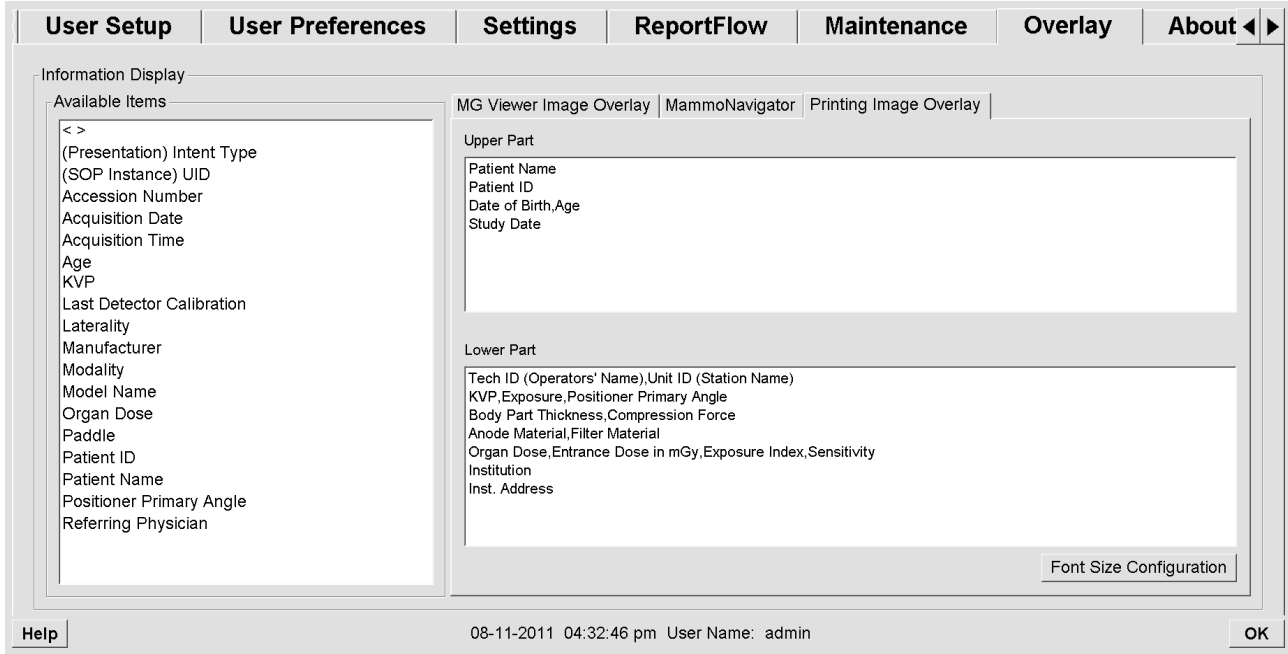 User Setup
User Preferences
Settings
ReportFlow
Maintenance
Overlay
About
Information Display
Available Items
< >
(Presentation) Intent Type
(SOP Instance) UID
Accession Number
Acquisition Date
Acquisition Time
Age
KVP
Last Detector Calibration
Laterality
Manufacturer
Modality
Model Name
Organ Dose
Paddle
Patient ID
Patient Name
Positioner Primary Angle
Referring Physician
MG Viewer Image Overlay
MammoNavigator
Printing Image Overlay
Upper Part
Patient Name
Patient ID
Date of Birth,Age
Study Date
Lower Part
Tech ID (Operators' Name),Unit ID (Station Name)
KVP,Exposure,Positioner Primary Angle
Body Part Thickness,Compression Force
Anode Material,Filter Material
Organ Dose,Entrance Dose in mGy,Exposure Index,Sensitivity
Institution
Inst. Address
Font Size Configuration
Help
08-11-2011 04:32:46 pm User Name: admin
OK